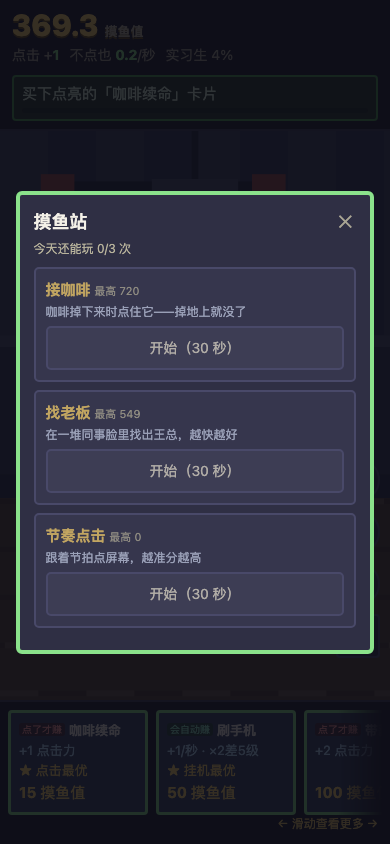 369.3 摸鱼值
点击 +1 不点也 0.2/秒 实习生 4%
买下点亮的「咖啡续命」卡片
摸鱼站
今天还能玩 0/3 次
接咖啡 最高 720
咖啡掉下来时点住它——掉地上就没了
开始（30 秒）
找老板 最高 549
在一堆同事脸里找出王总，越快越好
开始（30 秒）
节奏点击 最高 0
跟着节拍点屏幕，越准分越高
开始（30 秒）
点了才赚 咖啡续命
+1 点击力
★ 点击最优
15 摸鱼值
会自动赚 刷手机
+1/秒 · ×2差5级
★ 挂机最优
50 摸鱼值
点了才赚
+2 点击力
100 摸鱼
← 滑动查看更多 →